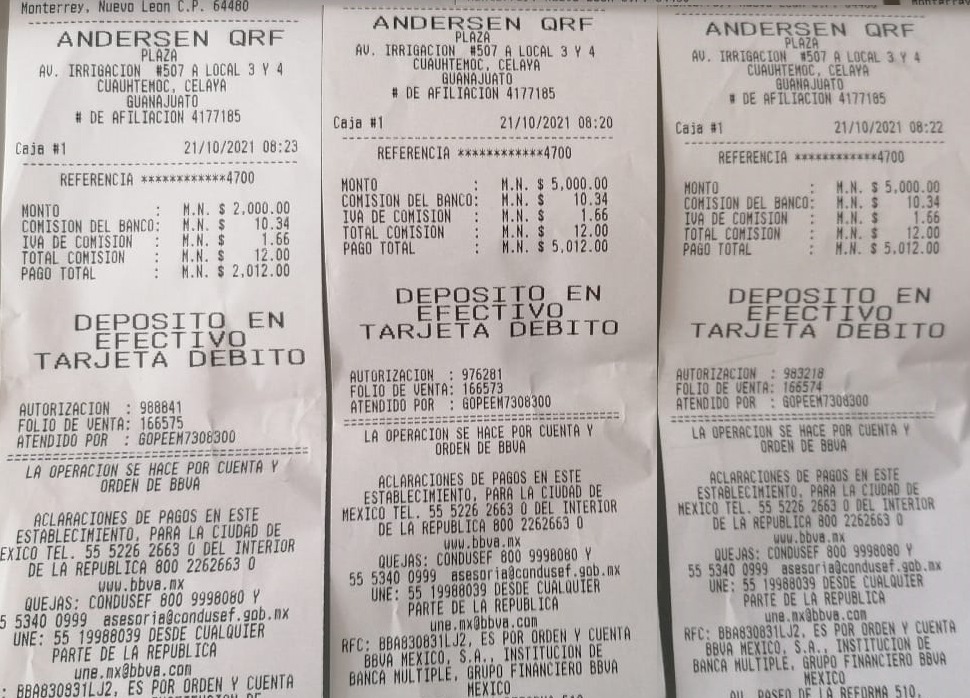 Monterrey, Nuevo Leon C.P. 64480
ANDERSEN QRF
PLAZA
AV. IRRIGACION #507 A LOCAL 3 Y 4
CUAUHTEMOC, CELAYA
GUANAJUATO
# DE AFILIACION 4177185
Caja #1 21/10/2021 08:23
REFERENCIA ************4700
MONTO : M.N. $ 2,000.00
COMISION DEL BANCO: M.N. $ 10.34
IVA DE COMISION : M.N. $ 1.66
TOTAL COMISION : M.N. $ 12.00
PAGO TOTAL : M.N. $ 2,012.00
DEPOSITO EN
EFECTIVO
TARJETA DEBITO
AUTORIZACION : 988841
FOLIO DE VENTA: 166575
ATENDIDO POR : GOPEEM7308300
LA OPERACION SE HACE POR CUENTA Y
ORDEN DE BBVA
ACLARACIONES DE PAGOS EN ESTE
ESTABLECIMIENTO, PARA LA CIUDAD DE
EXICO TEL. 55 5226 2663 O DEL INTERIOR
DE LA REPUBLICA 800 2262663 O
www.bbva.mx
QUEJAS: CONDUSEF 800 9998080 Y
5 5340 0999 asesoria@condusef.gob.mx
UNE: 55 19988039 DESDE CUALQUIER
PARTE DE LA REPUBLICA
une.mx@bbva.com
: BBA830831LJ2, ES POR ORDEN Y CUENTA
ANDERSEN QRF
PLAZA
AV. IRRIGACION #507 A LOCAL 3 Y 4
CUAUHTEMOC, CELAYA
GUANAJUATO
# DE AFILIACION 4177185
Caja #1 21/10/2021 08:20
REFERENCIA ************4700
MONTO : M.N. $ 5,000.00
COMISION DEL BANCO: M.N. $ 10.34
IVA DE COMISION : M.N. $ 1.66
TOTAL COMISION : M.N. $ 12.00
PAGO TOTAL : M.N. $ 5,012.00
DEPOSITO EN
EFECTIVO
TARJETA DEBITO
AUTORIZACION : 976281
FOLIO DE VENTA: 166573
ATENDIDO POR : GOPEEM7308300
LA OPERACION SE HACE POR CUENTA Y
ORDEN DE BBVA
ACLARACIONES DE PAGOS EN ESTE
ESTABLECIMIENTO, PARA LA CIUDAD DE
MEXICO TEL. 55 5226 2663 O DEL INTERIOR
DE LA REPUBLICA 800 2262663 O
www.bbva.mx
QUEJAS: CONDUSEF 800 9998080 Y
55 5340 0999 asesoria@condusef.gob.mx
UNE: 55 19988039 DESDE CUALQUIER
PARTE DE LA REPUBLICA
une.mx@bbva.com
RFC: BBA830831LJ2, ES POR ORDEN Y CUENTA
BBVA MEXICO, S.A., INSTITUCION DE
BANCA MULTIPLE, GRUPO FINANCIERO BBVA
MEXICO
ANDERSEN QRF
PLAZA
AV. IRRIGACION #507 A LOCAL 3 Y 4
CUAUHTEMOC, CELAYA
GUANAJUATO
# DE AFILIACION 4177185
Caja #1 21/10/2021 08:22
REFERENCIA ************4700
MONTO : M.N. $ 5,000.00
COMISION DEL BANCO: M.N. $ 10.34
IVA DE COMISION : M.N. $ 1.66
TOTAL COMISION : M.N. $ 12.00
PAGO TOTAL : M.N. $ 5,012.00
DEPOSITO EN
EFECTIVO
TARJETA DEBITO
AUTORIZACION : 983218
FOLIO DE VENTA: 166574
ATENDIDO POR : GOPEEM7308300
LA OPERACION SE HACE POR CUENTA Y
ORDEN DE BBVA
ACLARACIONES DE PAGOS EN ESTE
ESTABLECIMIENTO, PARA LA CIUDAD DE
MEXICO TEL. 55 5226 2663 O DEL INTERIOR
DE LA REPUBLICA 800 2262663 O
www.bbva.mx
QUEJAS: CONDUSEF 800 9998080 Y
55 5340 0999 asesoria@condusef.gob.mx
UNE: 55 19988039 DESDE CUALQUIER
PARTE DE LA REPUBLICA
une.mx@bbva.com
RFC: BBA830831LJ2, ES POR ORDEN Y CUENTA
BBVA MEXICO, S.A., INSTITUCION DE
BANCA MULTIPLE, GRUPO FINANCIERO BBVA
MEXICO
AV. PASEO DE LA REFORMA 510,